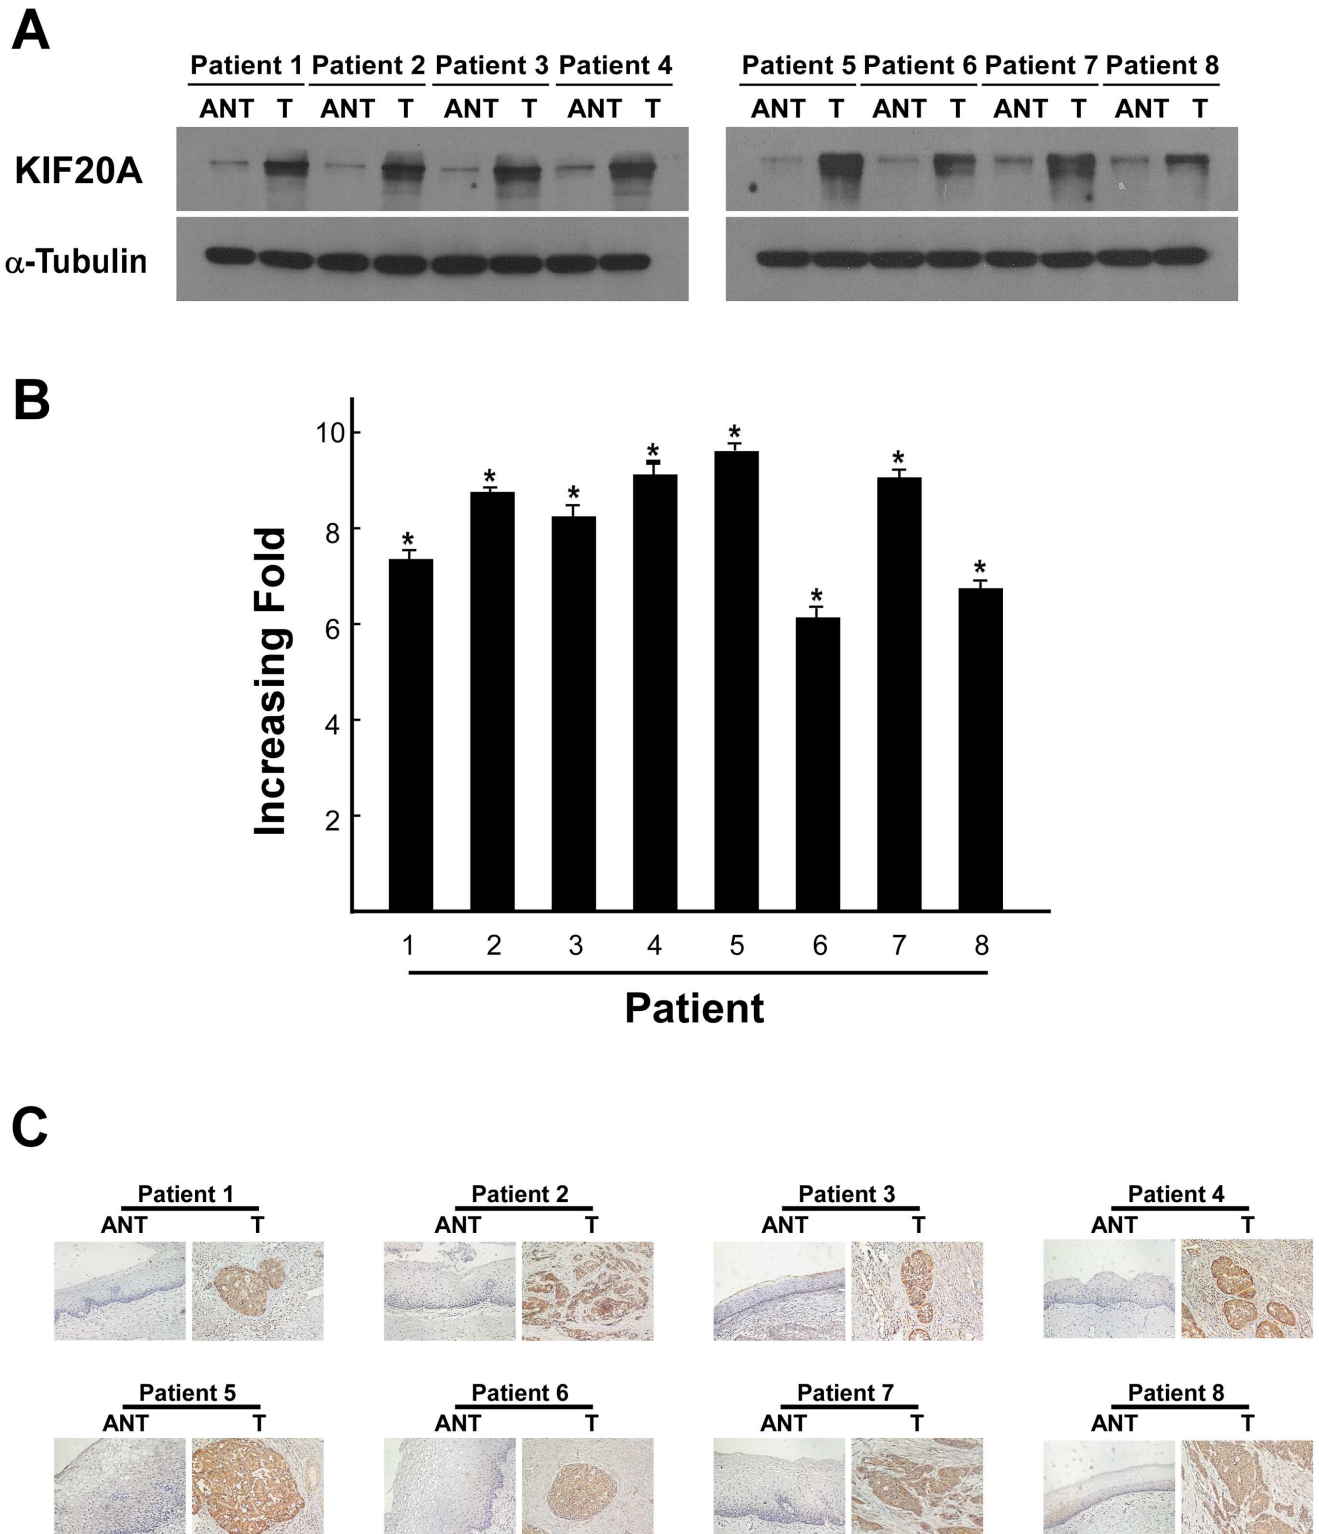 A
Patient 1 Patient 2 Patient 3 Patient 4 Patient 5 Patient 6 Patient 7 Patient 8
ANT T ANT T ANT T ANT T ANT T ANT T ANT T ANT T
KIF20A
α-Tubulin
B
10
8
6
4
2
Increasing Fold
* * * * * * * *
1 2 3 4 5 6 7 8
Patient
C
Patient 1 Patient 2 Patient 3 Patient 4
ANT T ANT T ANT T ANT T
Patient 5 Patient 6 Patient 7 Patient 8
ANT T ANT T ANT T ANT T